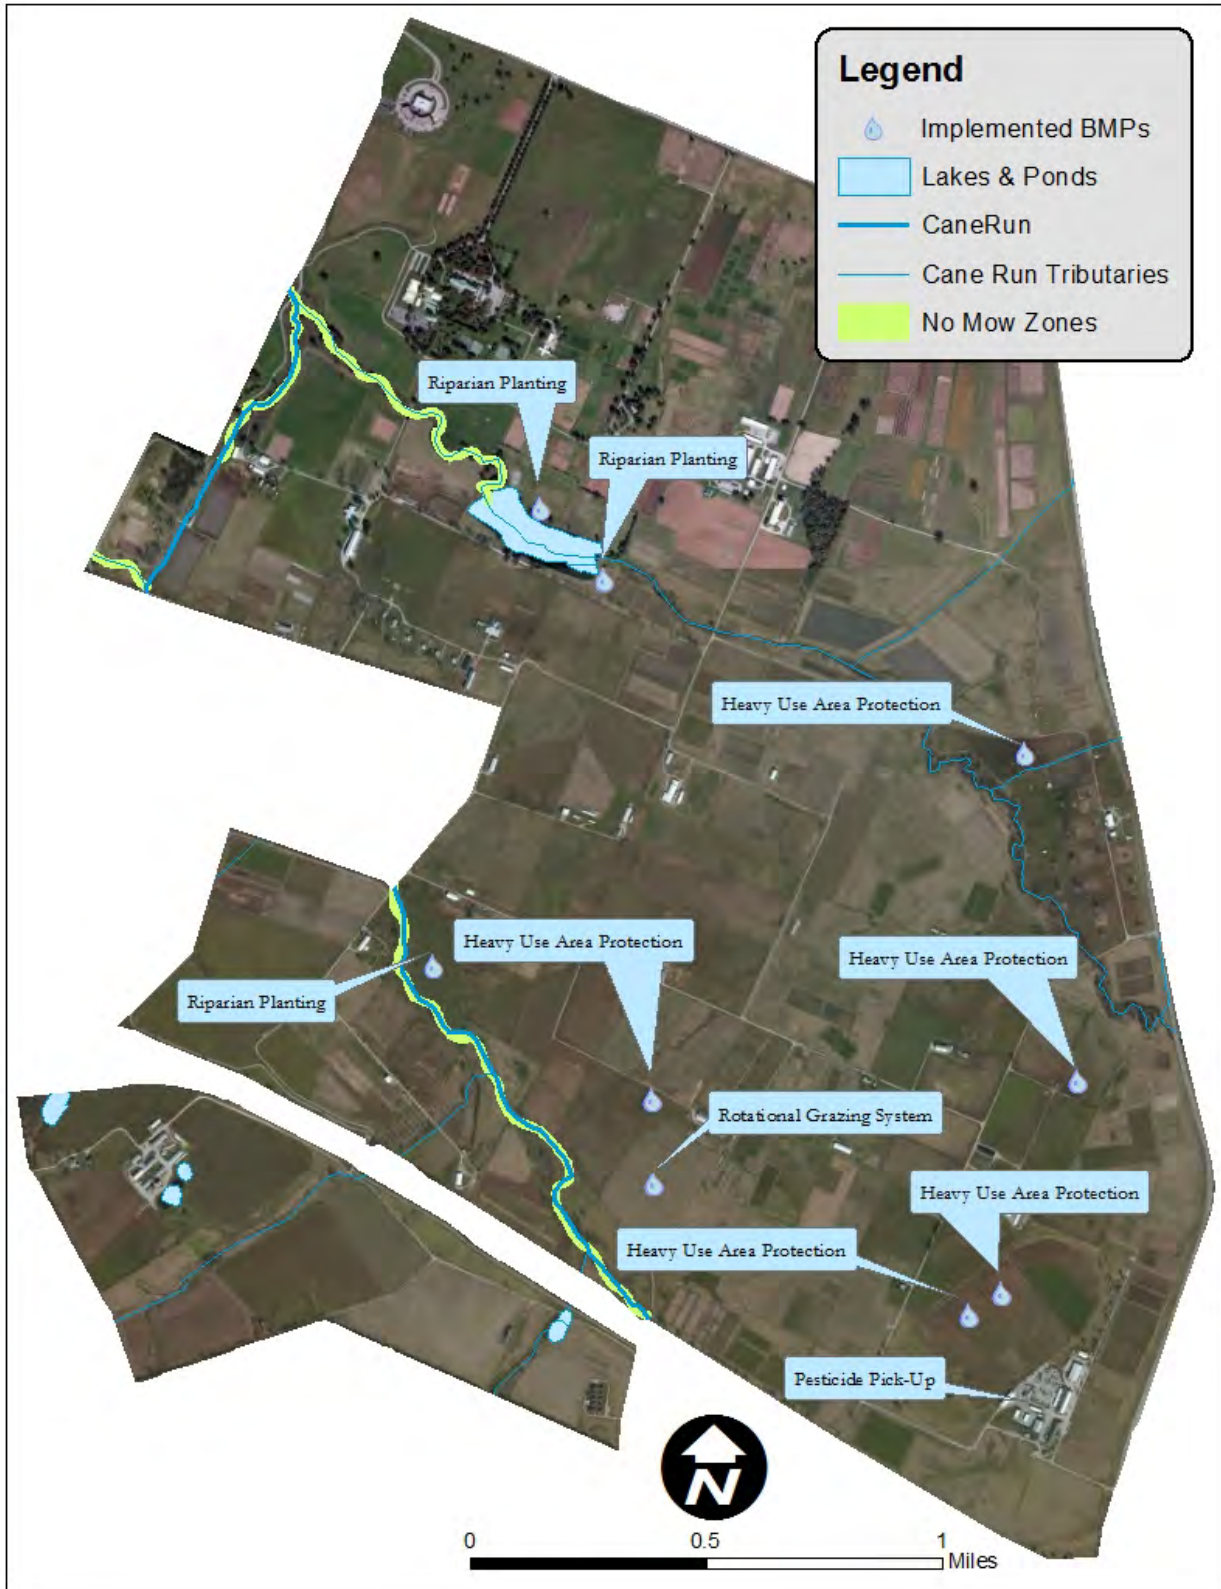 Legend
Implemented BMPs
Lakes & Ponds
CaneRun
Cane Run Tributaries
No Mow Zones
Riparian Planting
Riparian Planting
Heavy Use Area Protection
Heavy Use Area Protection
Heavy Use Area Protection
Riparian Planting
Rotational Grazing System
Heavy Use Area Protection
Heavy Use Area Protection
Pesticide Pick-Up
N
0 0.5 1
Miles